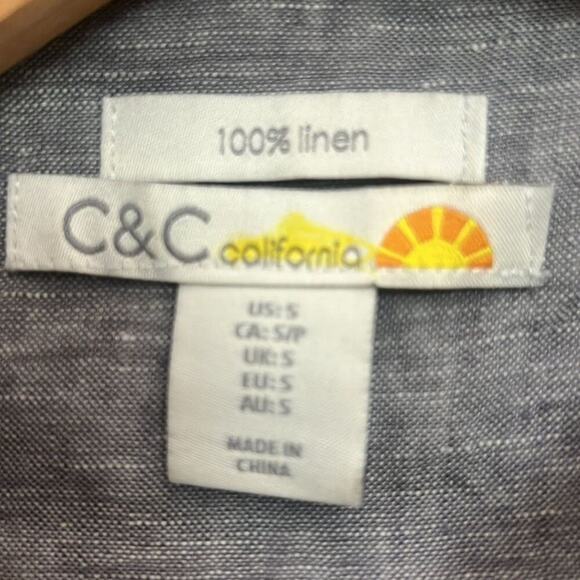 100% linen
C&C california
US: S
CA: S/P
UK: S
EU: S
AU: S
MADE IN
CHINA